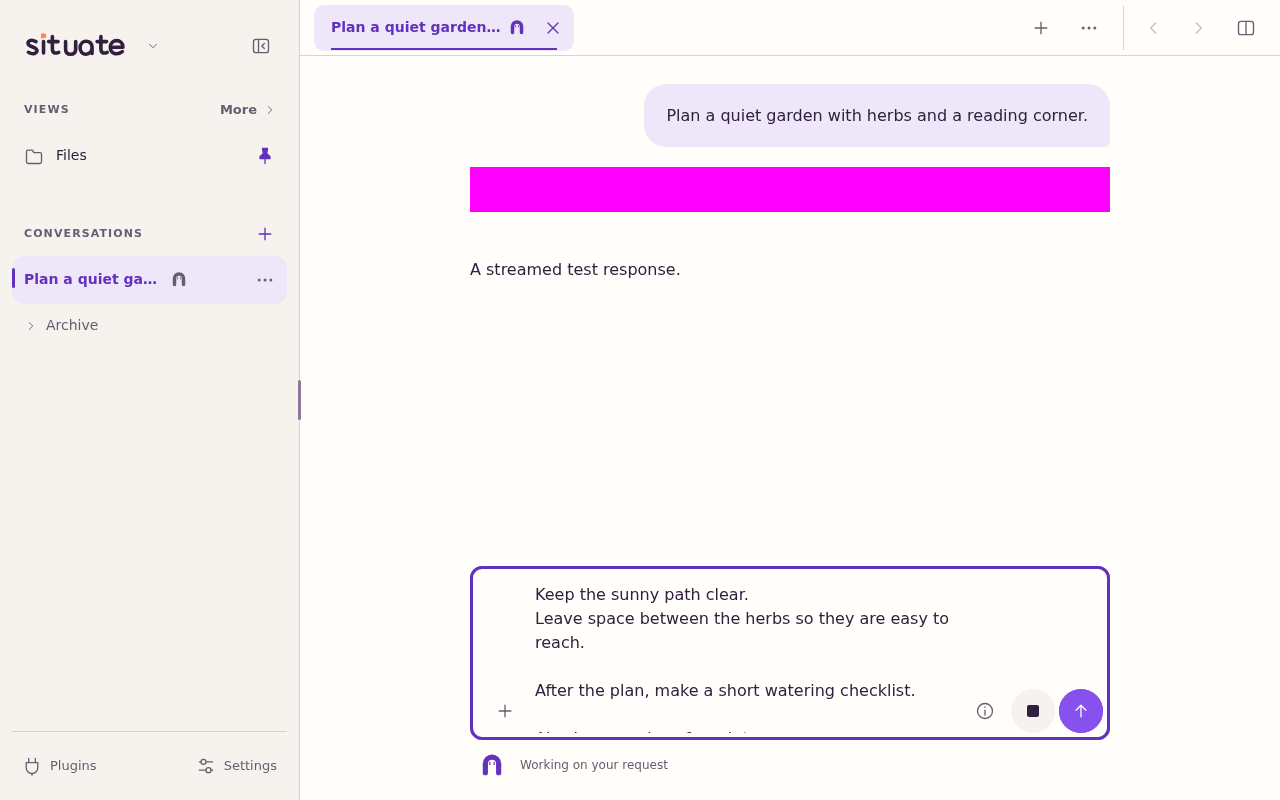 situate
VIEWS
More
Files
CONVERSATIONS
Plan a quiet ga...
Archive
Plugins
Settings
Plan a quiet garden...
Plan a quiet garden with herbs and a reading corner.
A streamed test response.
Keep the sunny path clear.
Leave space between the herbs so they are easy to
reach.
After the plan, make a short watering checklist.
Working on your request